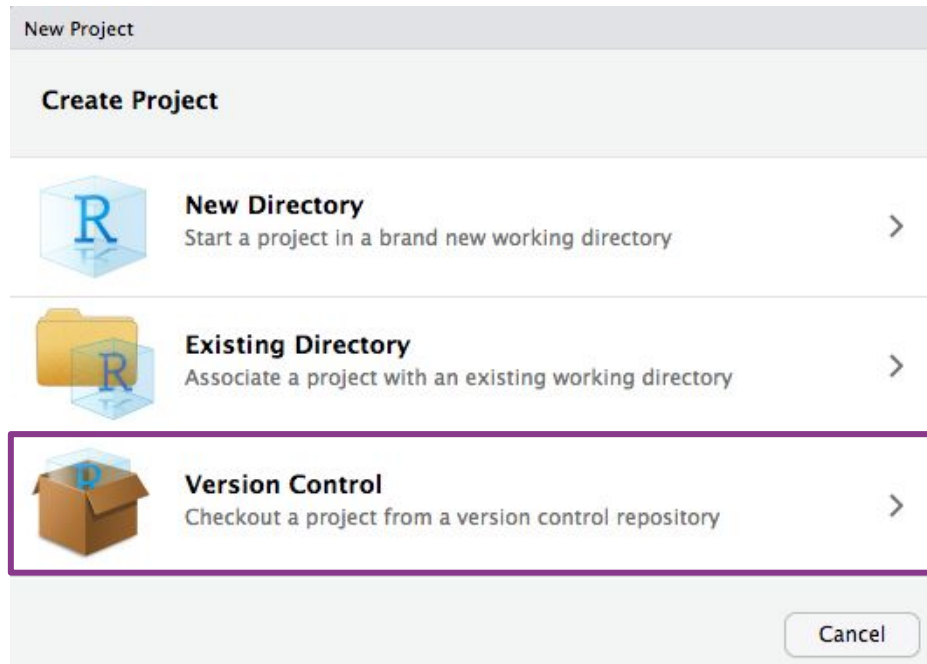 New Project
Create Project
R
New Directory
Start a project in a brand new working directory
R
Existing Directory
Associate a project with an existing working directory
R
Version Control
Checkout a project from a version control repository
Cancel